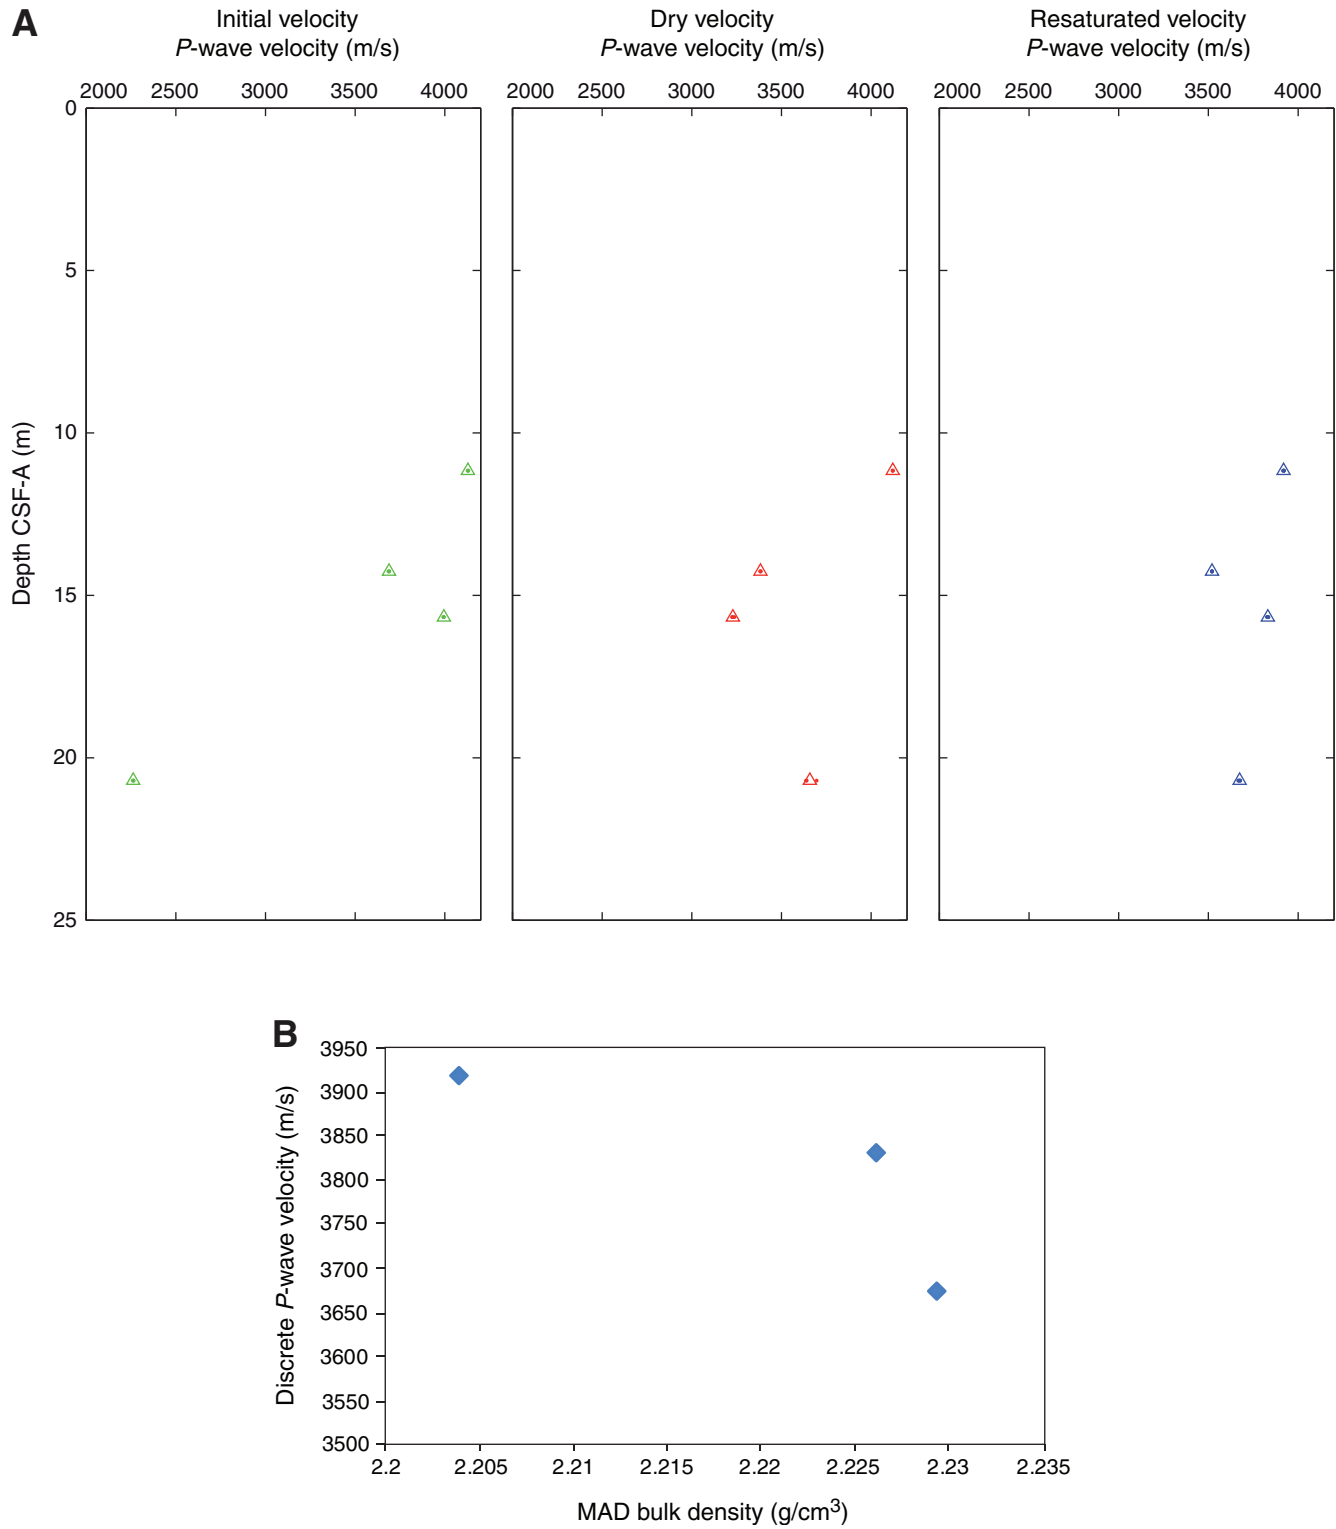 A
Initial velocity
P-wave velocity (m/s)
Dry velocity
P-wave velocity (m/s)
Resaturated velocity
P-wave velocity (m/s)
2000 2500 3000 3500 4000
2000 2500 3000 3500 4000
2000 2500 3000 3500 4000
0
5
10
15
20
25
Depth CSF-A (m)
B
3950
3900
3850
3800
3750
3700
3650
3600
3550
3500
Discrete P-wave velocity (m/s)
2.2 2.205 2.21 2.215 2.22 2.225 2.23 2.235
MAD bulk density (g/cm³)